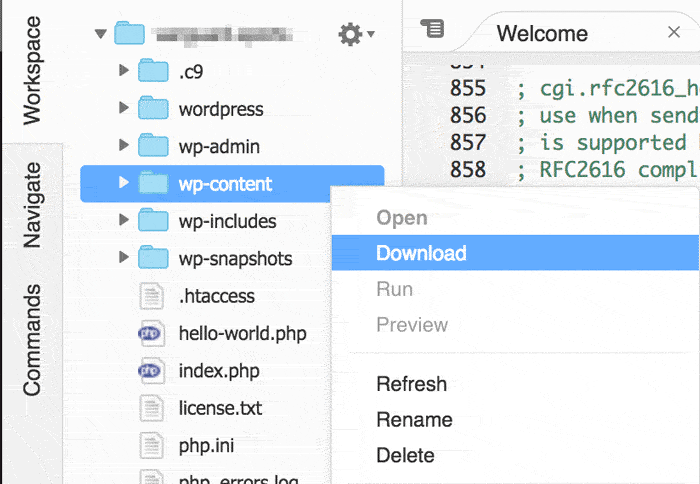 Workspace
Navigate
Commands
.c9
wordpress
wp-admin
wp-content
wp-includes
wp-snapshots
.htaccess
hello-world.php
index.php
license.txt
php.ini
php_errors.log
Welcome
855 ; cgi.rfc2616_h
856 ; use when send
857 ; is supported
858 ; RFC2616 compl
Open
Download
Run
Preview
Refresh
Rename
Delete
php
php